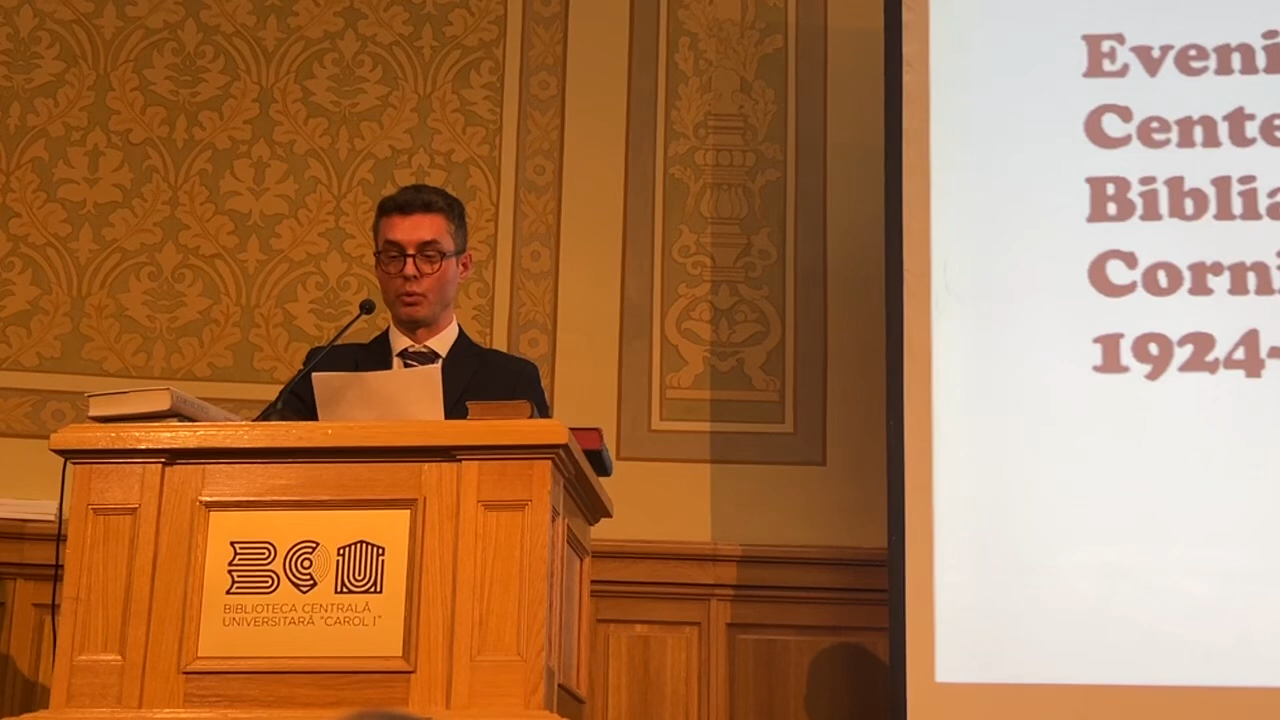 BCU
BIBLIOTECA CENTRALĂ
UNIVERSITARĂ "CAROL I"
Eveni
Cente
Biblia
Corni
1924-